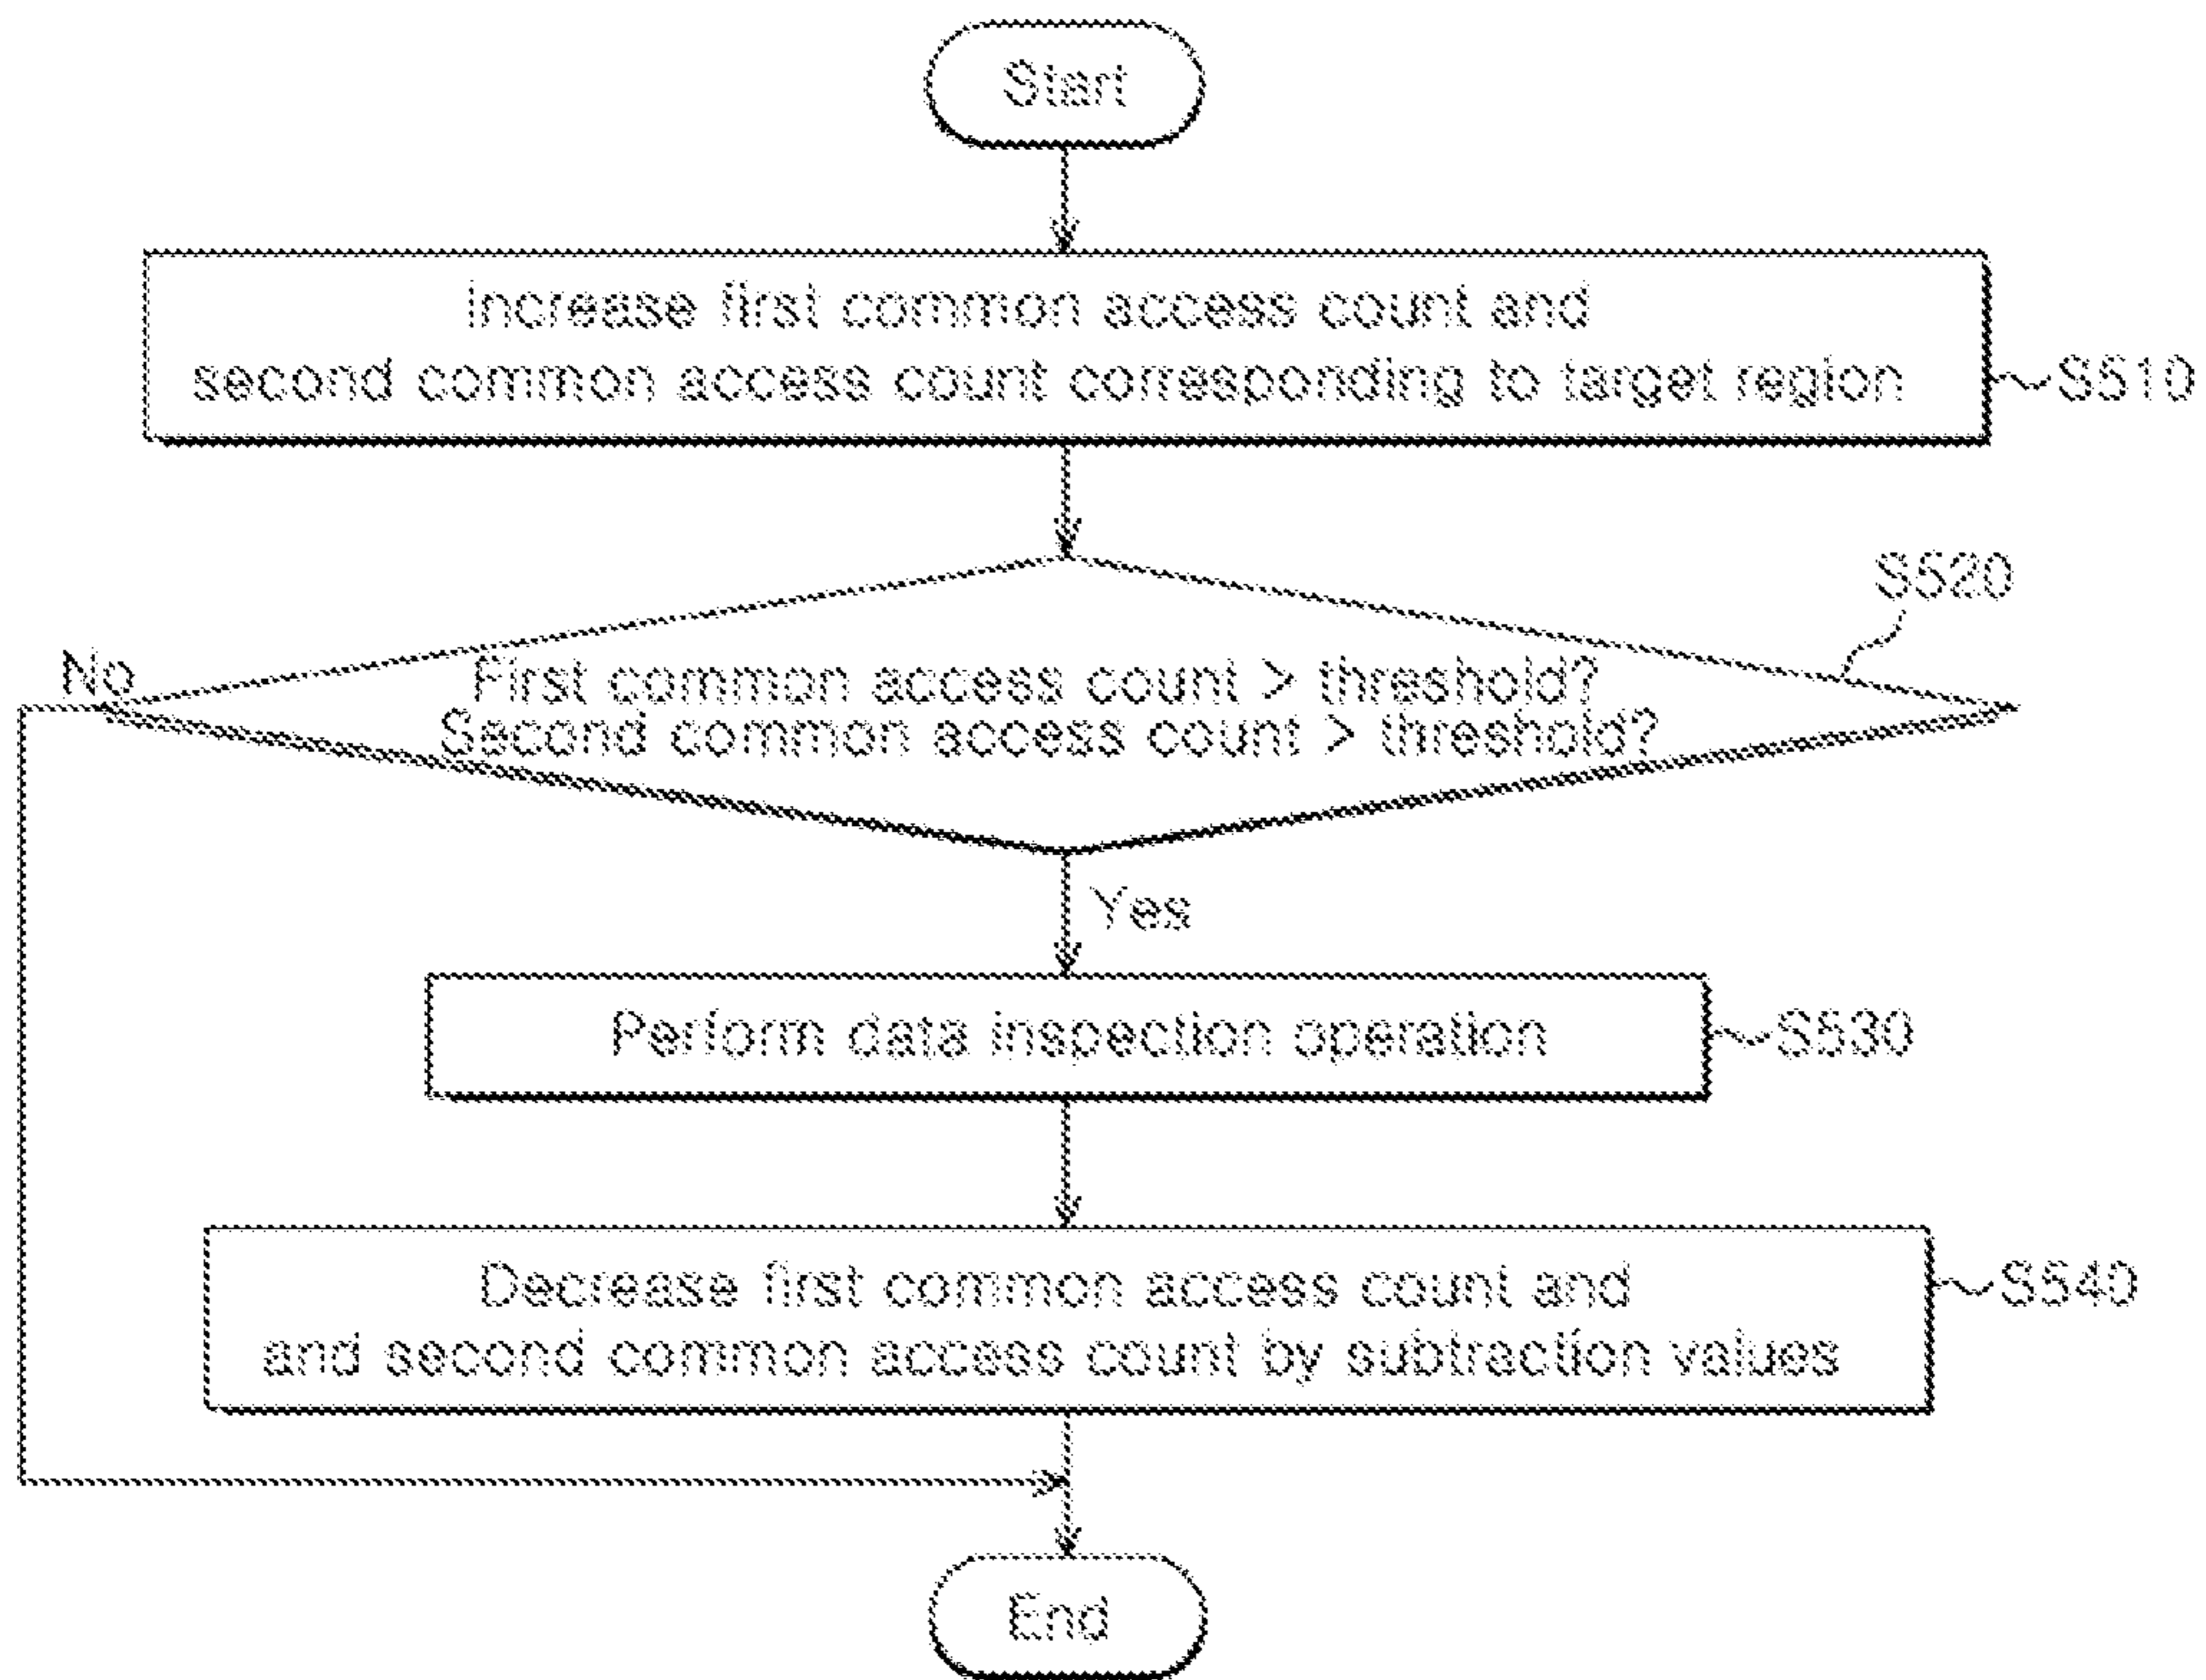 Start
Increase first common access count and
second common access count corresponding to target region
S510
S520
No
First common access count > threshold?
Second common access count > threshold?
Yes
Perform data inspection operation
S530
Decrease first common access count and
and second common access count by subtraction values
S540
End